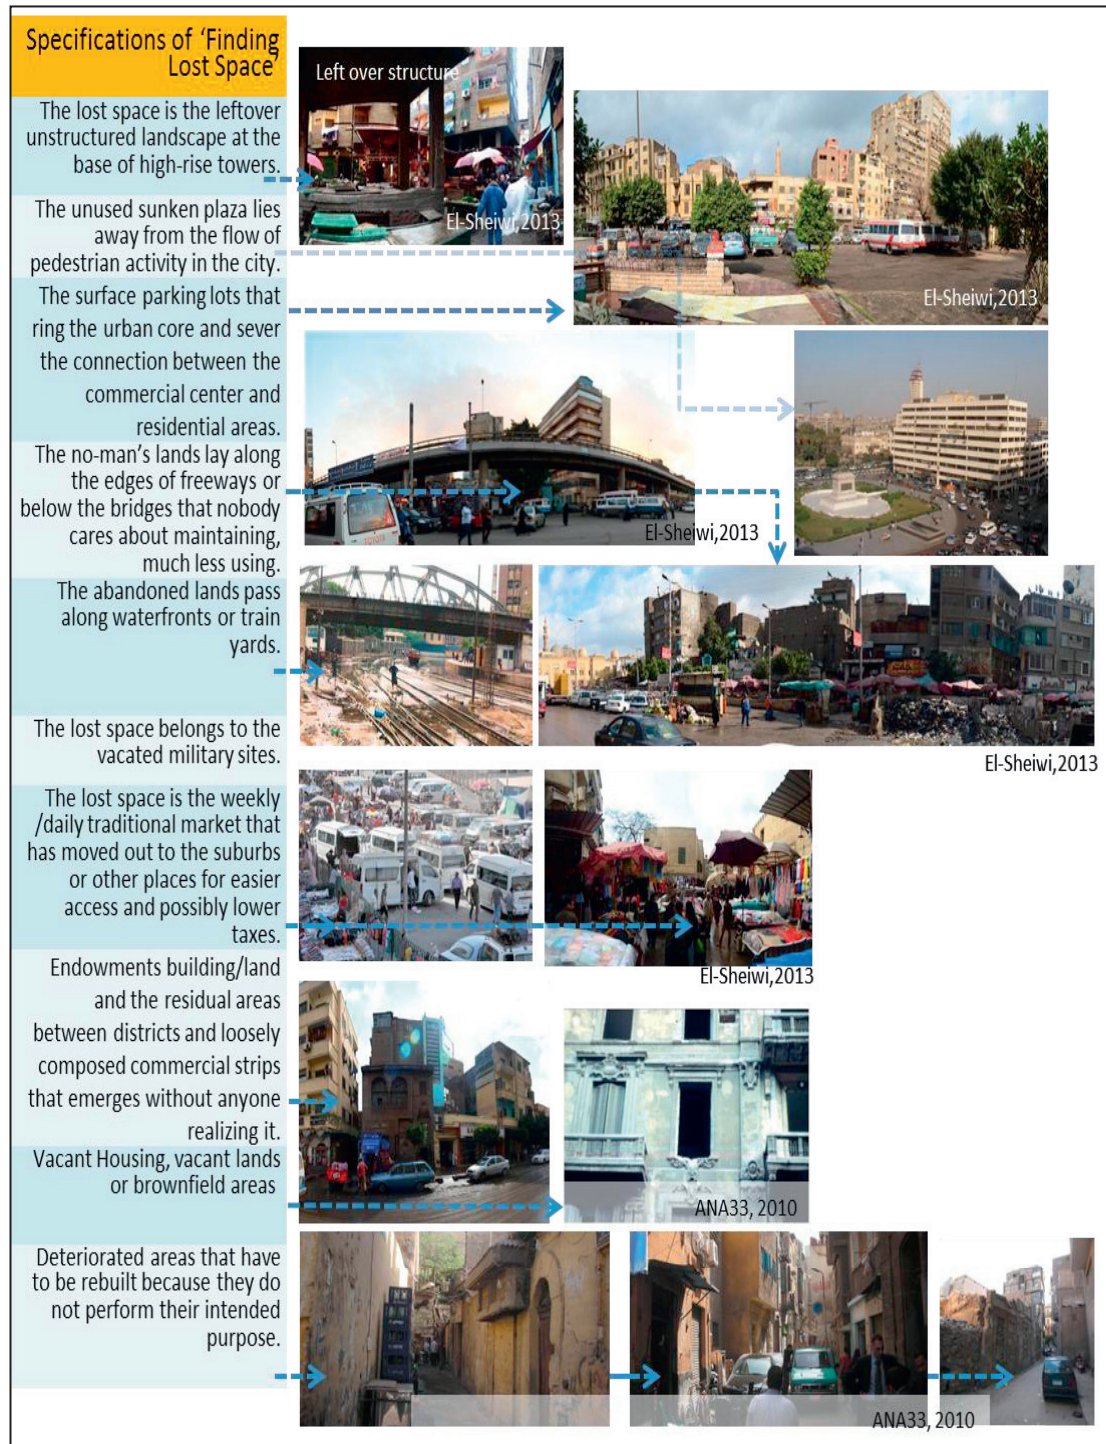 Specifications of ‘Finding
Lost Space’
The lost space is the leftover
unstructured landscape at the
base of high-rise towers.
The unused sunken plaza lies
away from the flow of
pedestrian activity in the city.
The surface parking lots that
ring the urban core and sever
the connection between the
commercial center and
residential areas.
The no-man’s lands lay along
the edges of freeways or
below the bridges that nobody
cares about maintaining,
much less using.
The abandoned lands pass
along waterfronts or train
yards.
The lost space belongs to the
vacated military sites.
The lost space is the weekly
/daily traditional market that
has moved out to the suburbs
or other places for easier
access and possibly lower
taxes.
Endowments building/land
and the residual areas
between districts and loosely
composed commercial strips
that emerges without anyone
realizing it.
Vacant Housing, vacant lands
or brownfield areas
Deteriorated areas that have
to be rebuilt because they do
not perform their intended
purpose.
Left over structure
El-Sheiwi,2013
El-Sheiwi,2013
El-Sheiwi,2013
TOYOTA
El-Sheiwi,2013
El-Sheiwi,2013
ANA33, 2010
ANA33, 2010